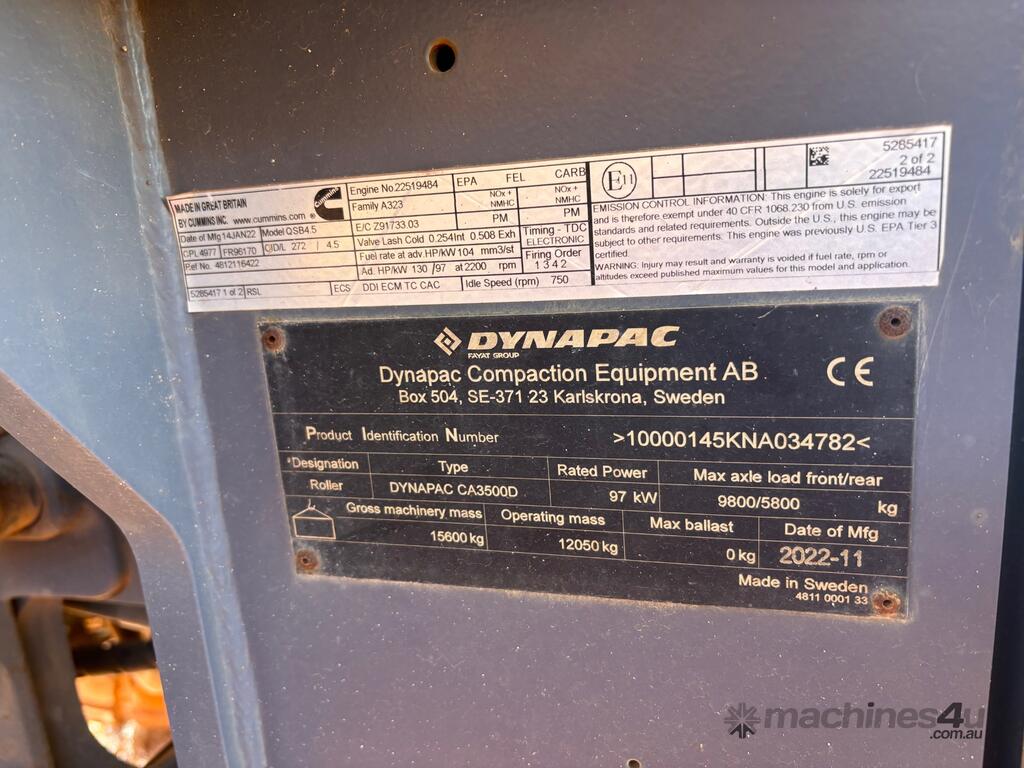 MADE IN GREAT BRITAIN
BY CUMMINS INC. www.cummins.com ®
Cummins
Date of Mfg 14JAN22 Model QSB4.5
CPL 4977 FR96170 CID/L 272 / 4.5
Ref No. 4812116422
5285417 1 of 2 RSL
Engine No. 22519484
Family A323
E/C Z91733.03
Valve Lash Cold 0.254Int 0.508 Exh
Fuel rate at adv. HP/KW 104 mm3/st
Ad. HP/KW 130 /97 at 2200 rpm
ECS DDI ECM TC CAC Idle Speed (rpm) 750
EPA FEL CARB
NOx + NMHC NOx + NMHC
PM PM
Timing - TDC
ELECTRONIC
Firing Order
1 3 4 2
E11
5285417
2 of 2
22519484
EMISSION CONTROL INFORMATION: This engine is solely for export
and is therefore exempt under 40 CFR 1068.230 from U.S. emission
standards and related requirements. Outside the U.S., this engine may be
subject to other requirements. This engine was previously U.S. EPA Tier 3
certified.
WARNING: Injury may result and warranty is voided if fuel rate, rpm or
altitudes exceed published maximum values for this model and application.
DYNAPAC
FAYAT GROUP
Dynapac Compaction Equipment AB
Box 504, SE-371 23 Karlskrona, Sweden
CE
Product Identification Number >10000145KNA034782<
*Designation Type Rated Power Max axle load front/rear
Roller DYNAPAC CA3500D 97 kW 9800/5800 kg
Gross machinery mass Operating mass Max ballast Date of Mfg
15600 kg 12050 kg 0 kg 2022-11
Made in Sweden
4811 0001 33
machines4u
.com.au